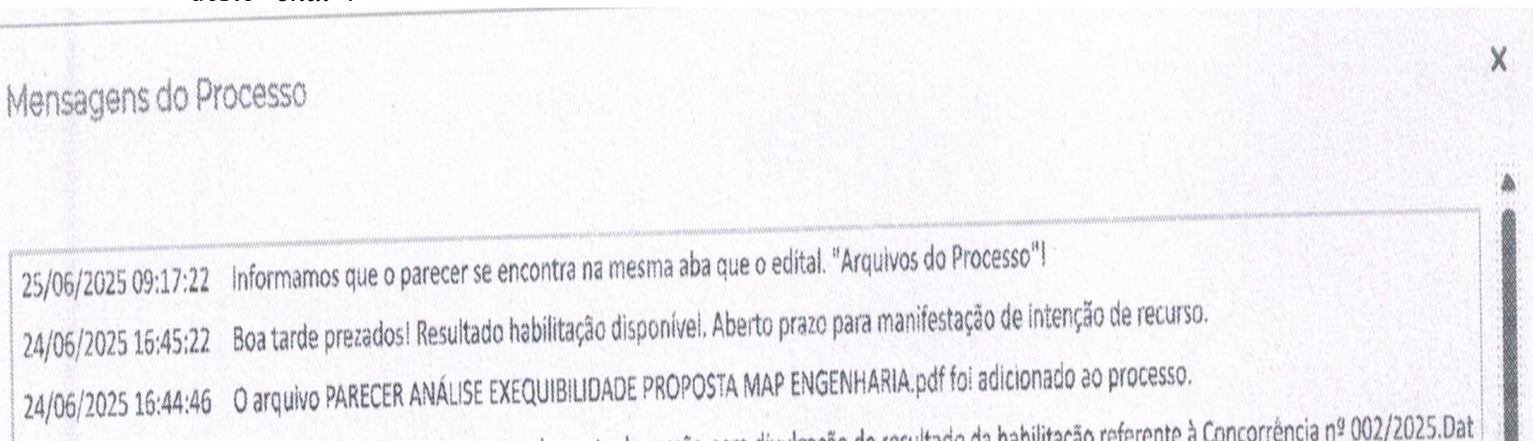 Mensagens do Processo
X
25/06/2025 09:17:22 Informamos que o parecer se encontra na mesma aba que o edital. "Arquivos do Processo"!
24/06/2025 16:45:22 Boa tarde prezados! Resultado habilitação disponível. Aberto prazo para manifestação de intenção de recurso.
24/06/2025 16:44:46 O arquivo PARECER ANÁLISE EXEQUIBILIDADE PROPOSTA MAP ENGENHARIA.pdf foi adicionado ao processo.
resultado da habilitação referente à Concorrência nº 002/2025.Dat